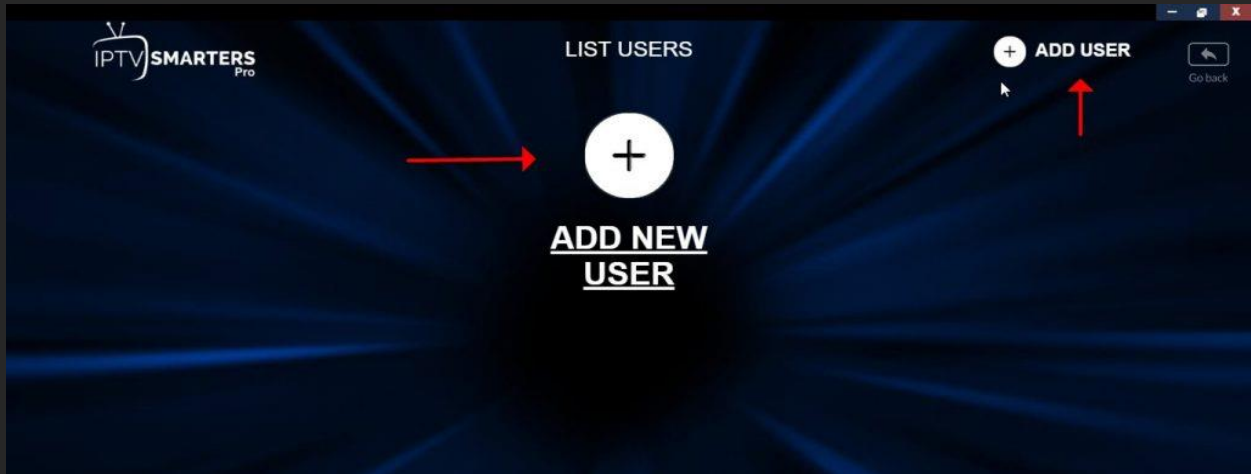 IPTV SMARTERS
Pro
LIST USERS
ADD USER
Go back
ADD NEW
USER